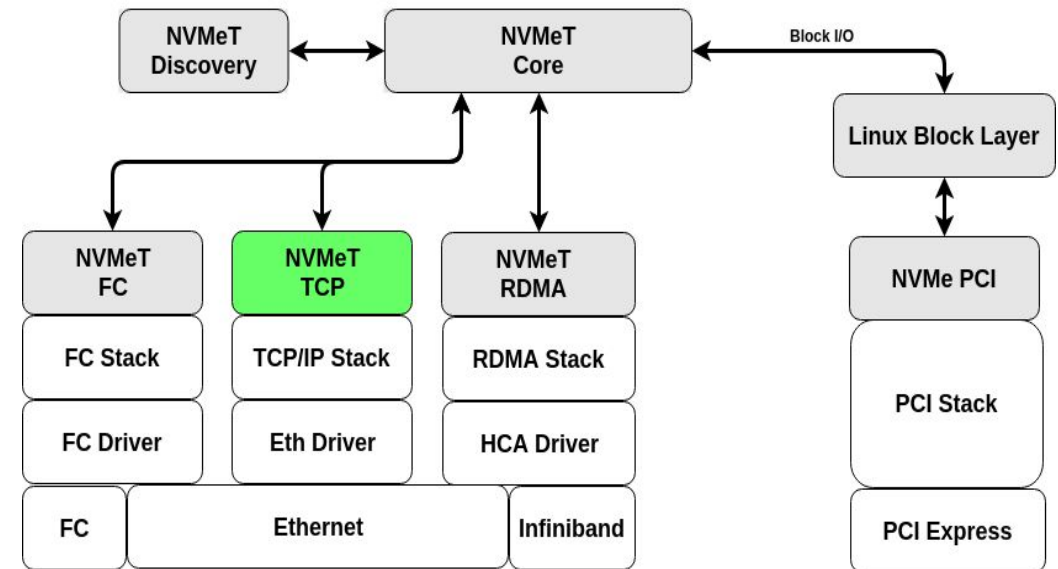 NVMeT
Discovery
NVMeT
Core
Block I/O
Linux Block Layer
NVMeT
FC
NVMeT
TCP
NVMeT
RDMA
NVMe PCI
FC Stack
TCP/IP Stack
RDMA Stack
PCI Stack
FC Driver
Eth Driver
HCA Driver
FC
Ethernet
Infiniband
PCI Express